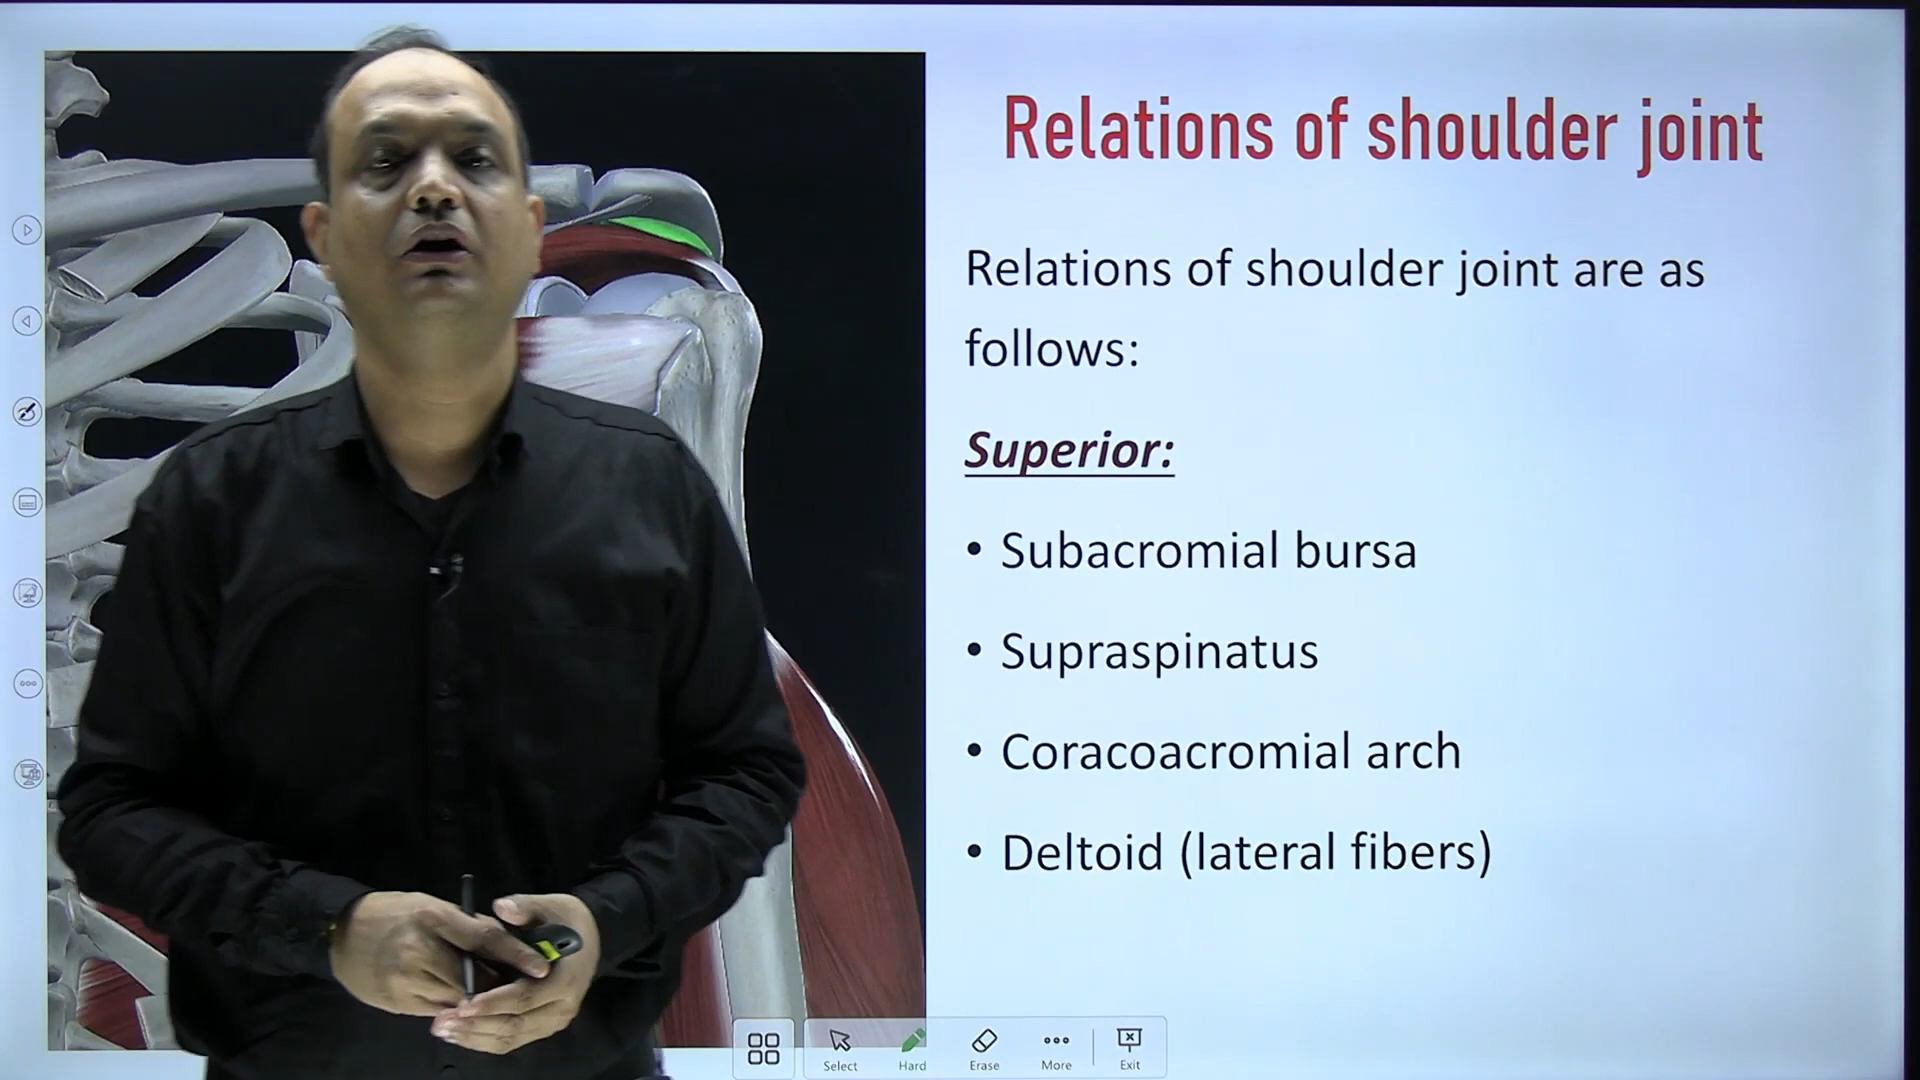 Relations of shoulder joint
Relations of shoulder joint are as
follows:
Superior:
• Subacromial bursa
• Supraspinatus
• Coracoacromial arch
• Deltoid (lateral fibers)
Select Hard Erase More Exit